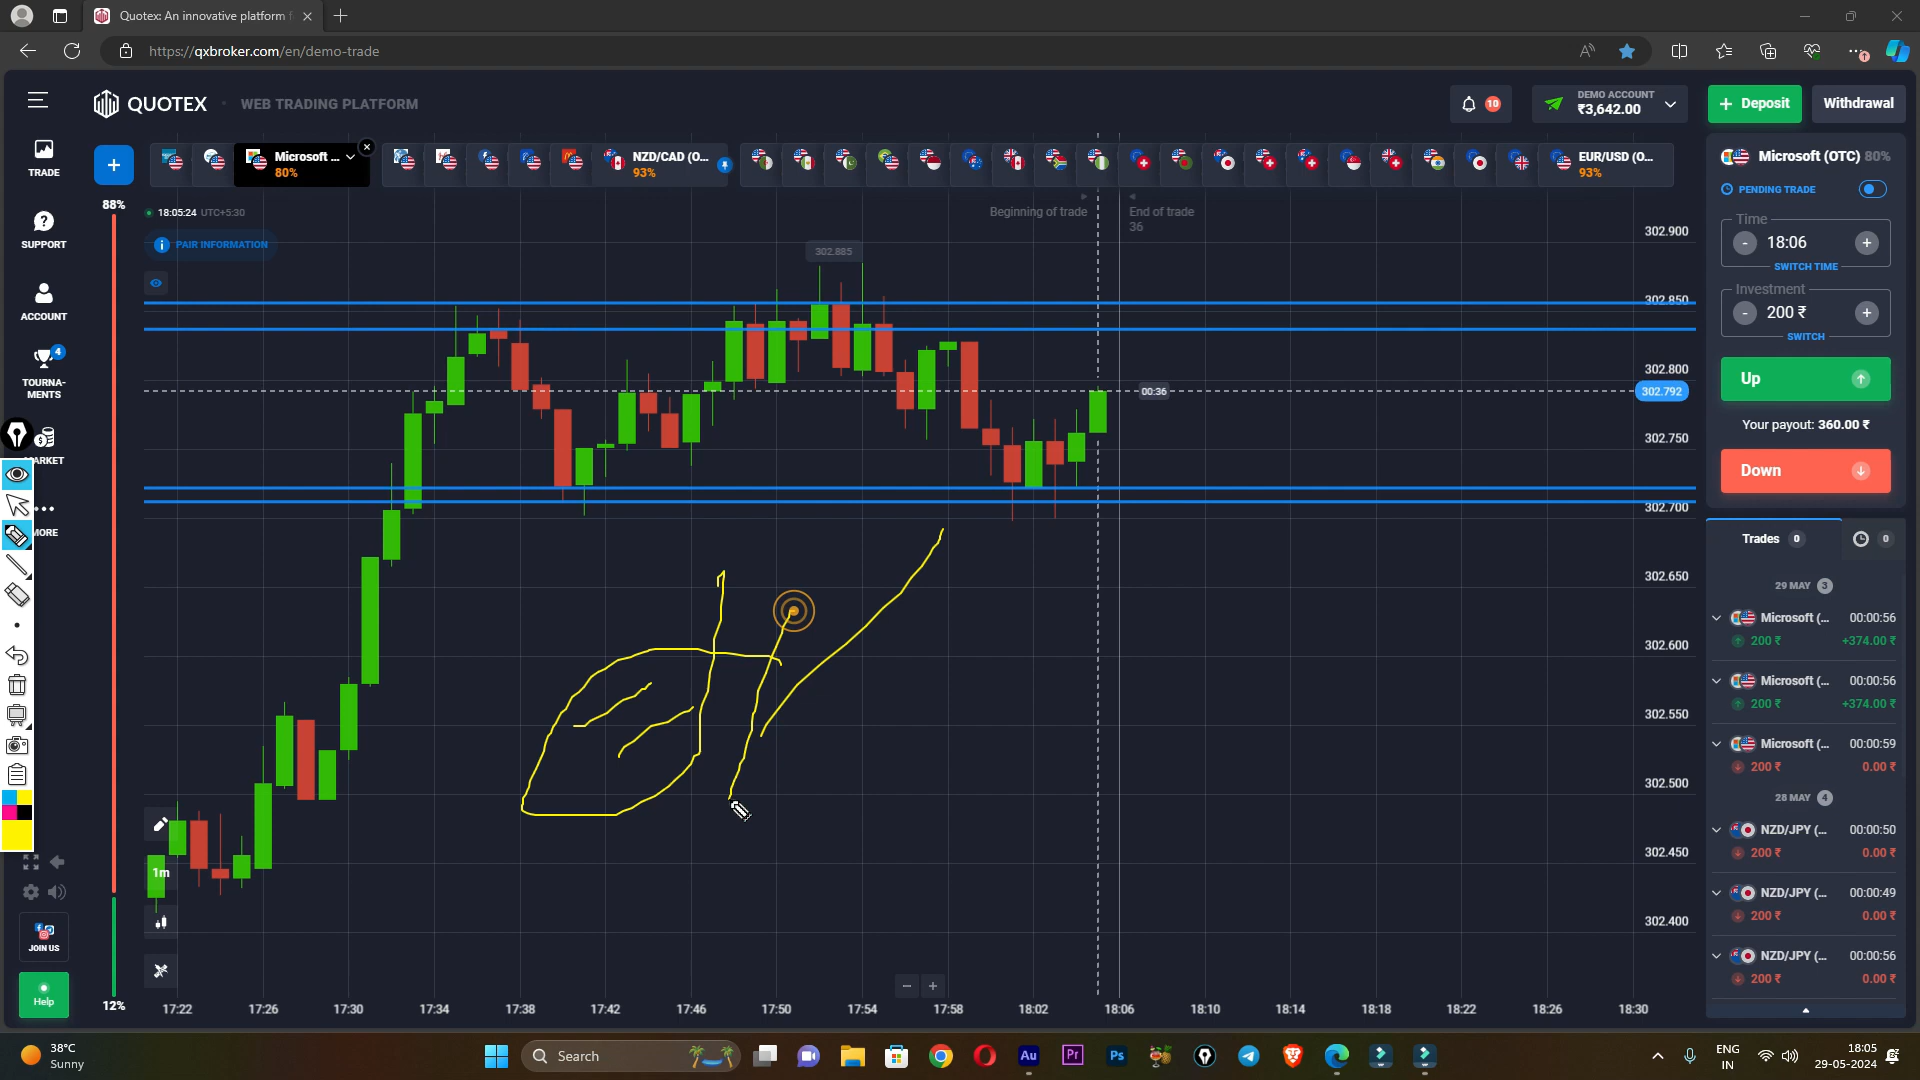 Quotex: An innovative platform f
https://qxbroker.com/en/demo-trade
QUOTEX
WEB TRADING PLATFORM
10
DEMO ACCOUNT
₹3,642.00
+ Deposit
Withdrawal
TRADE
SUPPORT
ACCOUNT
4
TOURNA-
MENTS
MARKET
MORE
JOIN US
Help
+
Microsoft ...
80%
NZD/CAD (O...
93%
EUR/USD (O...
93%
88%
12%
18:05:24 UTC+5:30
PAIR INFORMATION
Beginning of trade
End of trade
36
302.885
00:36
302.900
302.850
302.800
302.792
302.750
302.700
302.650
302.600
302.550
302.500
302.450
302.400
1m
17:22 17:26 17:30 17:34 17:38 17:42 17:46 17:50 17:54 17:58 18:02 18:06 18:10 18:14 18:18 18:22 18:26 18:30
Microsoft (OTC) 80%
PENDING TRADE
Time
- 18:06 +
SWITCH TIME
Investment
- 200 ₹ +
SWITCH
Up
Your payout: 360.00 ₹
Down
Trades 0
0
29 MAY 3
Microsoft (... 00:00:56
200 ₹ +374.00 ₹
Microsoft (... 00:00:56
200 ₹ +374.00 ₹
Microsoft (... 00:00:59
200 ₹ 0.00 ₹
28 MAY 4
NZD/JPY (... 00:00:50
200 ₹ 0.00 ₹
NZD/JPY (... 00:00:49
200 ₹ 0.00 ₹
NZD/JPY (... 00:00:56
200 ₹ 0.00 ₹
38°C
Sunny
Search
Au
Pr
Ps
ENG
IN
18:05
29-05-2024